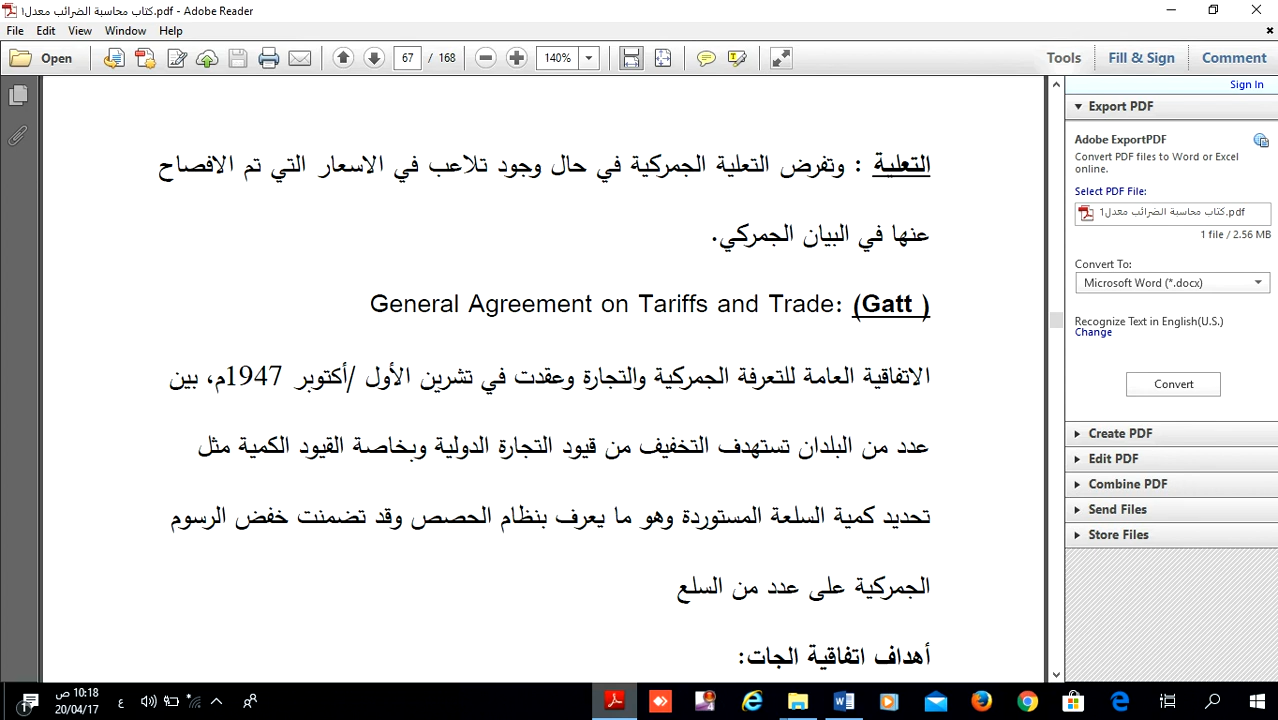 كتاب محاسبة الضرائب معدل1.pdf - Adobe Reader
File Edit View Window Help
Open 67 / 168 140% Tools Fill & Sign Comment
Sign In
التعلية : وتفرض التعلية الجمركية في حال وجود تلاعب في الاسعار التي تم الافصاح
عنها في البيان الجمركي.
General Agreement on Tariffs and Trade: (Gatt )
الاتفاقية العامة للتعرفة الجمركية والتجارة وعقدت في تشرين الأول /أكتوبر 1947م، بين
عدد من البلدان تستهدف التخفيف من قيود التجارة الدولية وبخاصة القيود الكمية مثل
تحديد كمية السلعة المستوردة وهو ما يعرف بنظام الحصص وقد تضمنت خفض الرسوم
الجمركية على عدد من السلع
أهداف اتفاقية الجات:
Export PDF
Adobe ExportPDF
Convert PDF files to Word or Excel
online.
Select PDF File:
كتاب محاسبة الضرائب معدل1.pdf
1 file / 2.56 MB
Convert To:
Microsoft Word (*.docx)
Recognize Text in English(U.S.)
Change
Convert
Create PDF
Edit PDF
Combine PDF
Send Files
Store Files
10:18 ص
20/04/17
ع